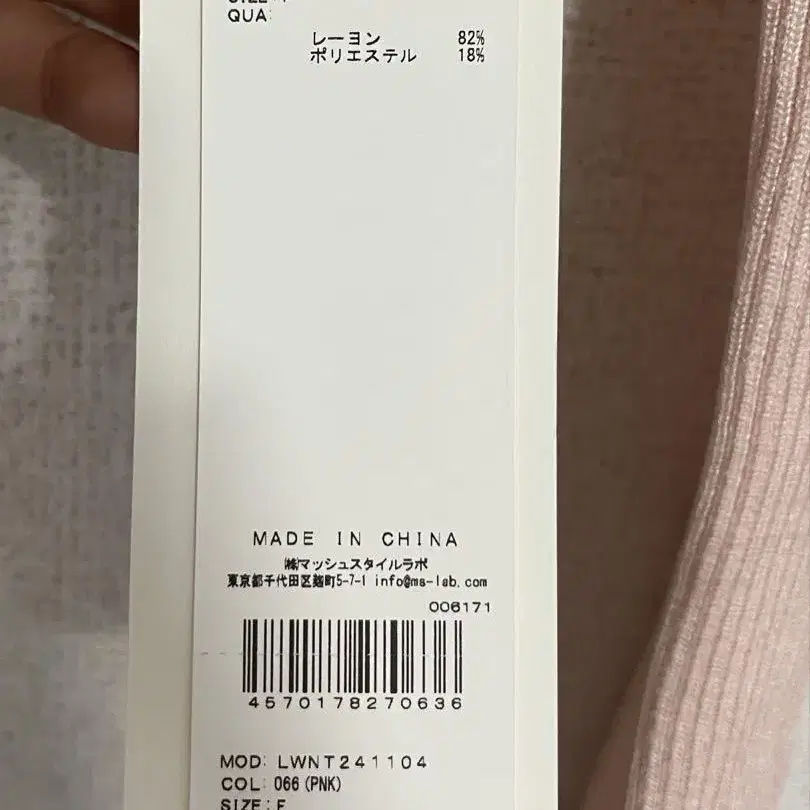 QUA:
レーヨン 82%
ポリエステル 18%
MADE IN CHINA
㈱マッシュスタイルラボ
東京都千代田区麹町5-7-1 info@ms-lab.com
006171
4570178270636
MOD: LWNT241104
COL: 066(PNK)
SIZE: F